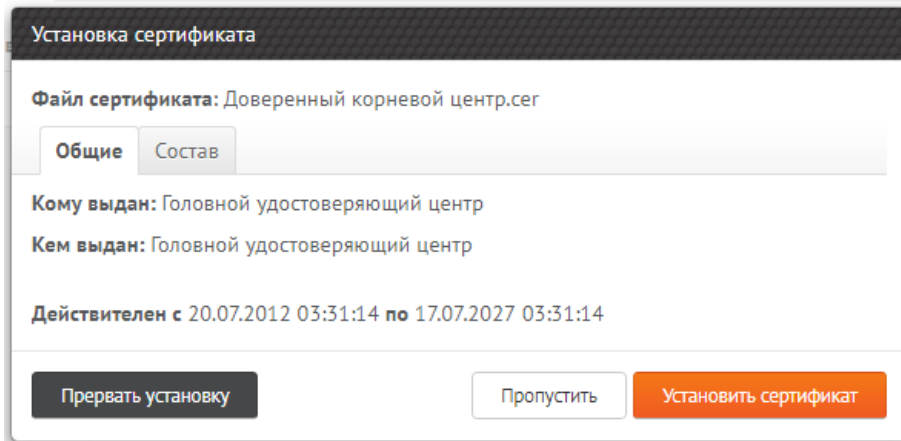 Установка сертификата
Файл сертификата: Доверенный корневой центр.cer
Общие Состав
Кому выдан: Головной удостоверяющий центр
Кем выдан: Головной удостоверяющий центр
Действителен с 20.07.2012 03:31:14 по 17.07.2027 03:31:14
Прервать установку Пропустить Установить сертификат